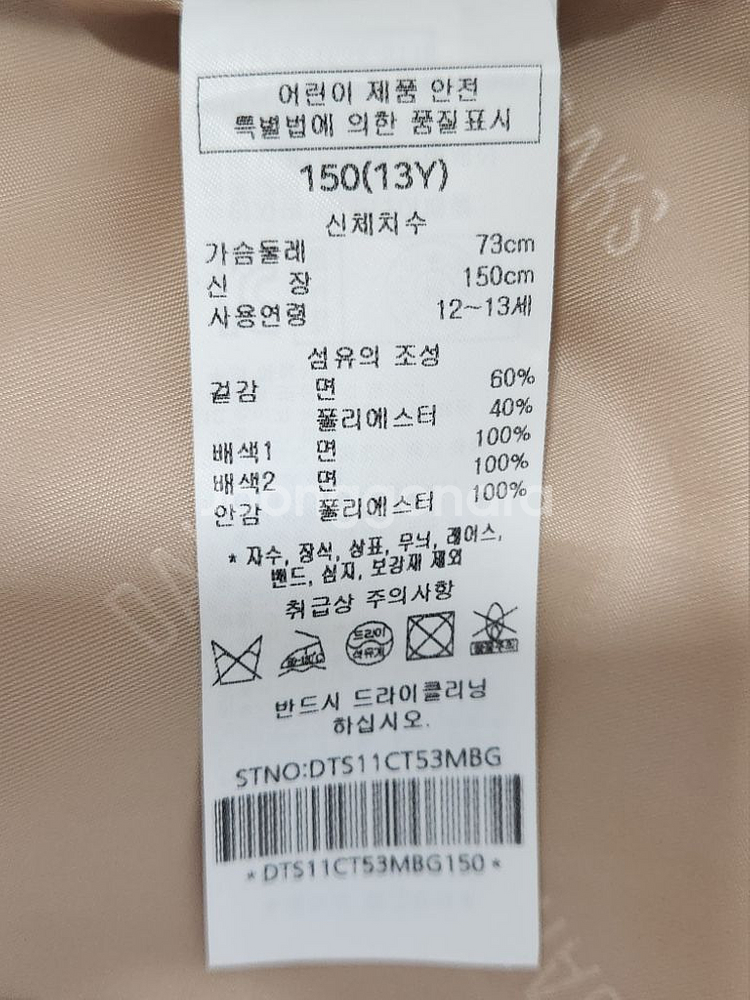 어린이 제품 안전
특별법에 의한 품질표시
150(13Y)
신체치수
가슴둘레 73cm
신 장 150cm
사용연령 12~13세
섬유의 조성
겉감 면 60%
폴리에스터 40%
배색1 면 100%
배색2 면 100%
안감 폴리에스터 100%
* 자수, 장식, 상표, 무늬, 레이스,
밴드, 심지, 보강재 제외
취급상 주의사항
드라이
석유계
반드시 드라이클리닝
하십시오.
STNO:DTS11CT53MBG
*DTS11CT53MBG150*